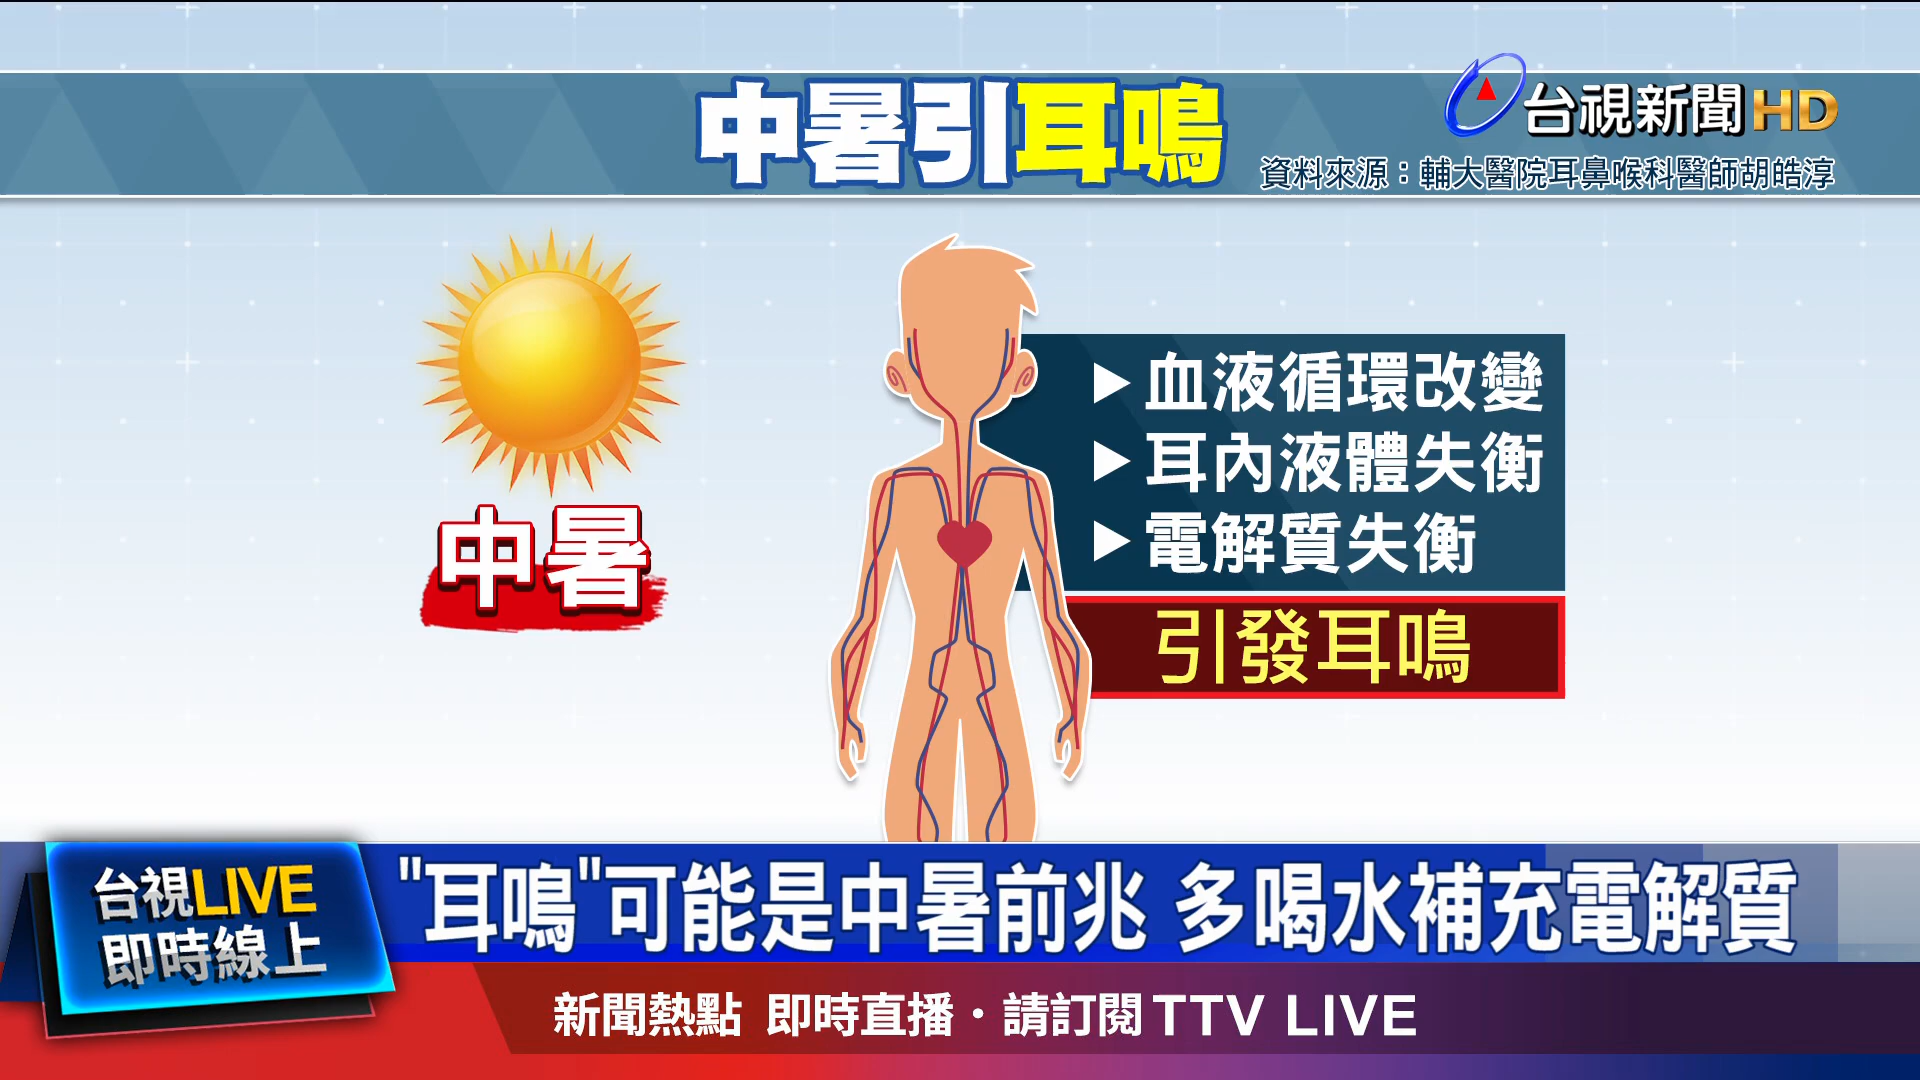 中暑引耳鳴
台視新聞HD
資料來源：輔大醫院耳鼻喉科醫師胡皓淳
中暑
▶血液循環改變
▶耳內液體失衡
▶電解質失衡
引發耳鳴
台視LIVE
即時線上
"耳鳴"可能是中暑前兆 多喝水補充電解質
新聞熱點 即時直播·請訂閱TTV LIVE